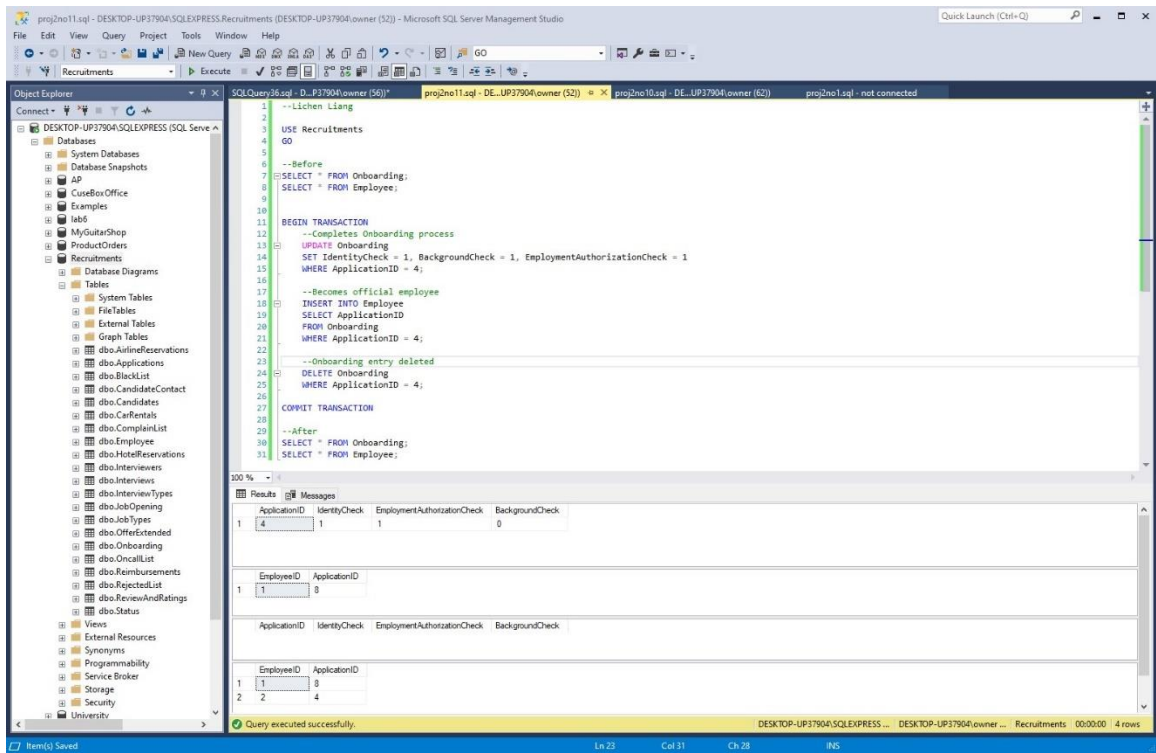 proj2no11.sql - DESKTOP-UP37904\SQLEXPRESS.Recruitments (DESKTOP-UP37904\owner (52)) - Microsoft SQL Server Management Studio
Quick Launch (Ctrl+Q)
File Edit View Query Project Tools Window Help
New Query
GO
Recruitments
Execute
Object Explorer
SQLQuery36.sql - D...P37904\owner (56))*
proj2no11.sql - DE...UP37904\owner (52))
proj2no10.sql - DE...UP37904\owner (62))
proj2no1.sql - not connected
Connect
DESKTOP-UP37904\SQLEXPRESS (SQL Serve
Databases
System Databases
Database Snapshots
AP
CuseBoxOffice
Examples
lab6
MyGuitarShop
ProductOrders
Recruitments
Database Diagrams
Tables
System Tables
FileTables
External Tables
Graph Tables
dbo.AirlineReservations
dbo.Applications
dbo.BlackList
dbo.CandidateContact
dbo.Candidates
dbo.CarRentals
dbo.ComplainList
dbo.Employee
dbo.HotelReservations
dbo.Interviewers
dbo.Interviews
dbo.InterviewTypes
dbo.JobOpening
dbo.JobTypes
dbo.OfferExtended
dbo.Onboarding
dbo.OncallList
dbo.Reimbursements
dbo.RejectedList
dbo.ReviewAndRatings
dbo.Status
Views
External Resources
Synonyms
Programmability
Service Broker
Storage
Security
University
1 --Lichen Liang
2
3 USE Recruitments
4 GO
5
6 --Before
7 SELECT * FROM Onboarding;
8 SELECT * FROM Employee;
9
10
11 BEGIN TRANSACTION
12 --Completes Onboarding process
13 UPDATE Onboarding
14 SET IdentityCheck = 1, BackgroundCheck = 1, EmploymentAuthorizationCheck = 1
15 WHERE ApplicationID = 4;
16
17 --Becomes official employee
18 INSERT INTO Employee
19 SELECT ApplicationID
20 FROM Onboarding
21 WHERE ApplicationID = 4;
22
23 --Onboarding entry deleted
24 DELETE Onboarding
25 WHERE ApplicationID = 4;
26
27 COMMIT TRANSACTION
28
29 --After
30 SELECT * FROM Onboarding;
31 SELECT * FROM Employee;
100 %
Results Messages
ApplicationID IdentityCheck EmploymentAuthorizationCheck BackgroundCheck
1 4 1 1 0
EmployeeID ApplicationID
1 1 8
ApplicationID IdentityCheck EmploymentAuthorizationCheck BackgroundCheck
EmployeeID ApplicationID
1 1 8
2 2 4
Query executed successfully.
DESKTOP-UP37904\SQLEXPRESS ... DESKTOP-UP37904\owner ... Recruitments 00:00:00 4 rows
Item(s) Saved
Ln 23 Col 31 Ch 28 INS